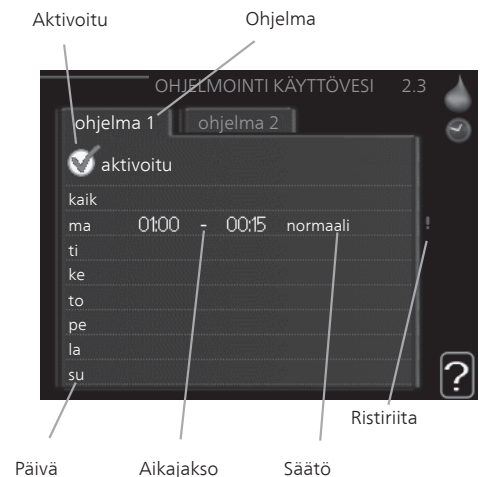 Aktivoitu
Ohjelma
OHJELMOINTI KÄYTTÖVESI 2.3
ohjelma 1 ohjelma 2
aktivoitu
kaik
ma 01:00 - 00:15 normaali !
ti
ke
to
pe
la
su
?
Ristiriita
Päivä Aikajakso Säätö